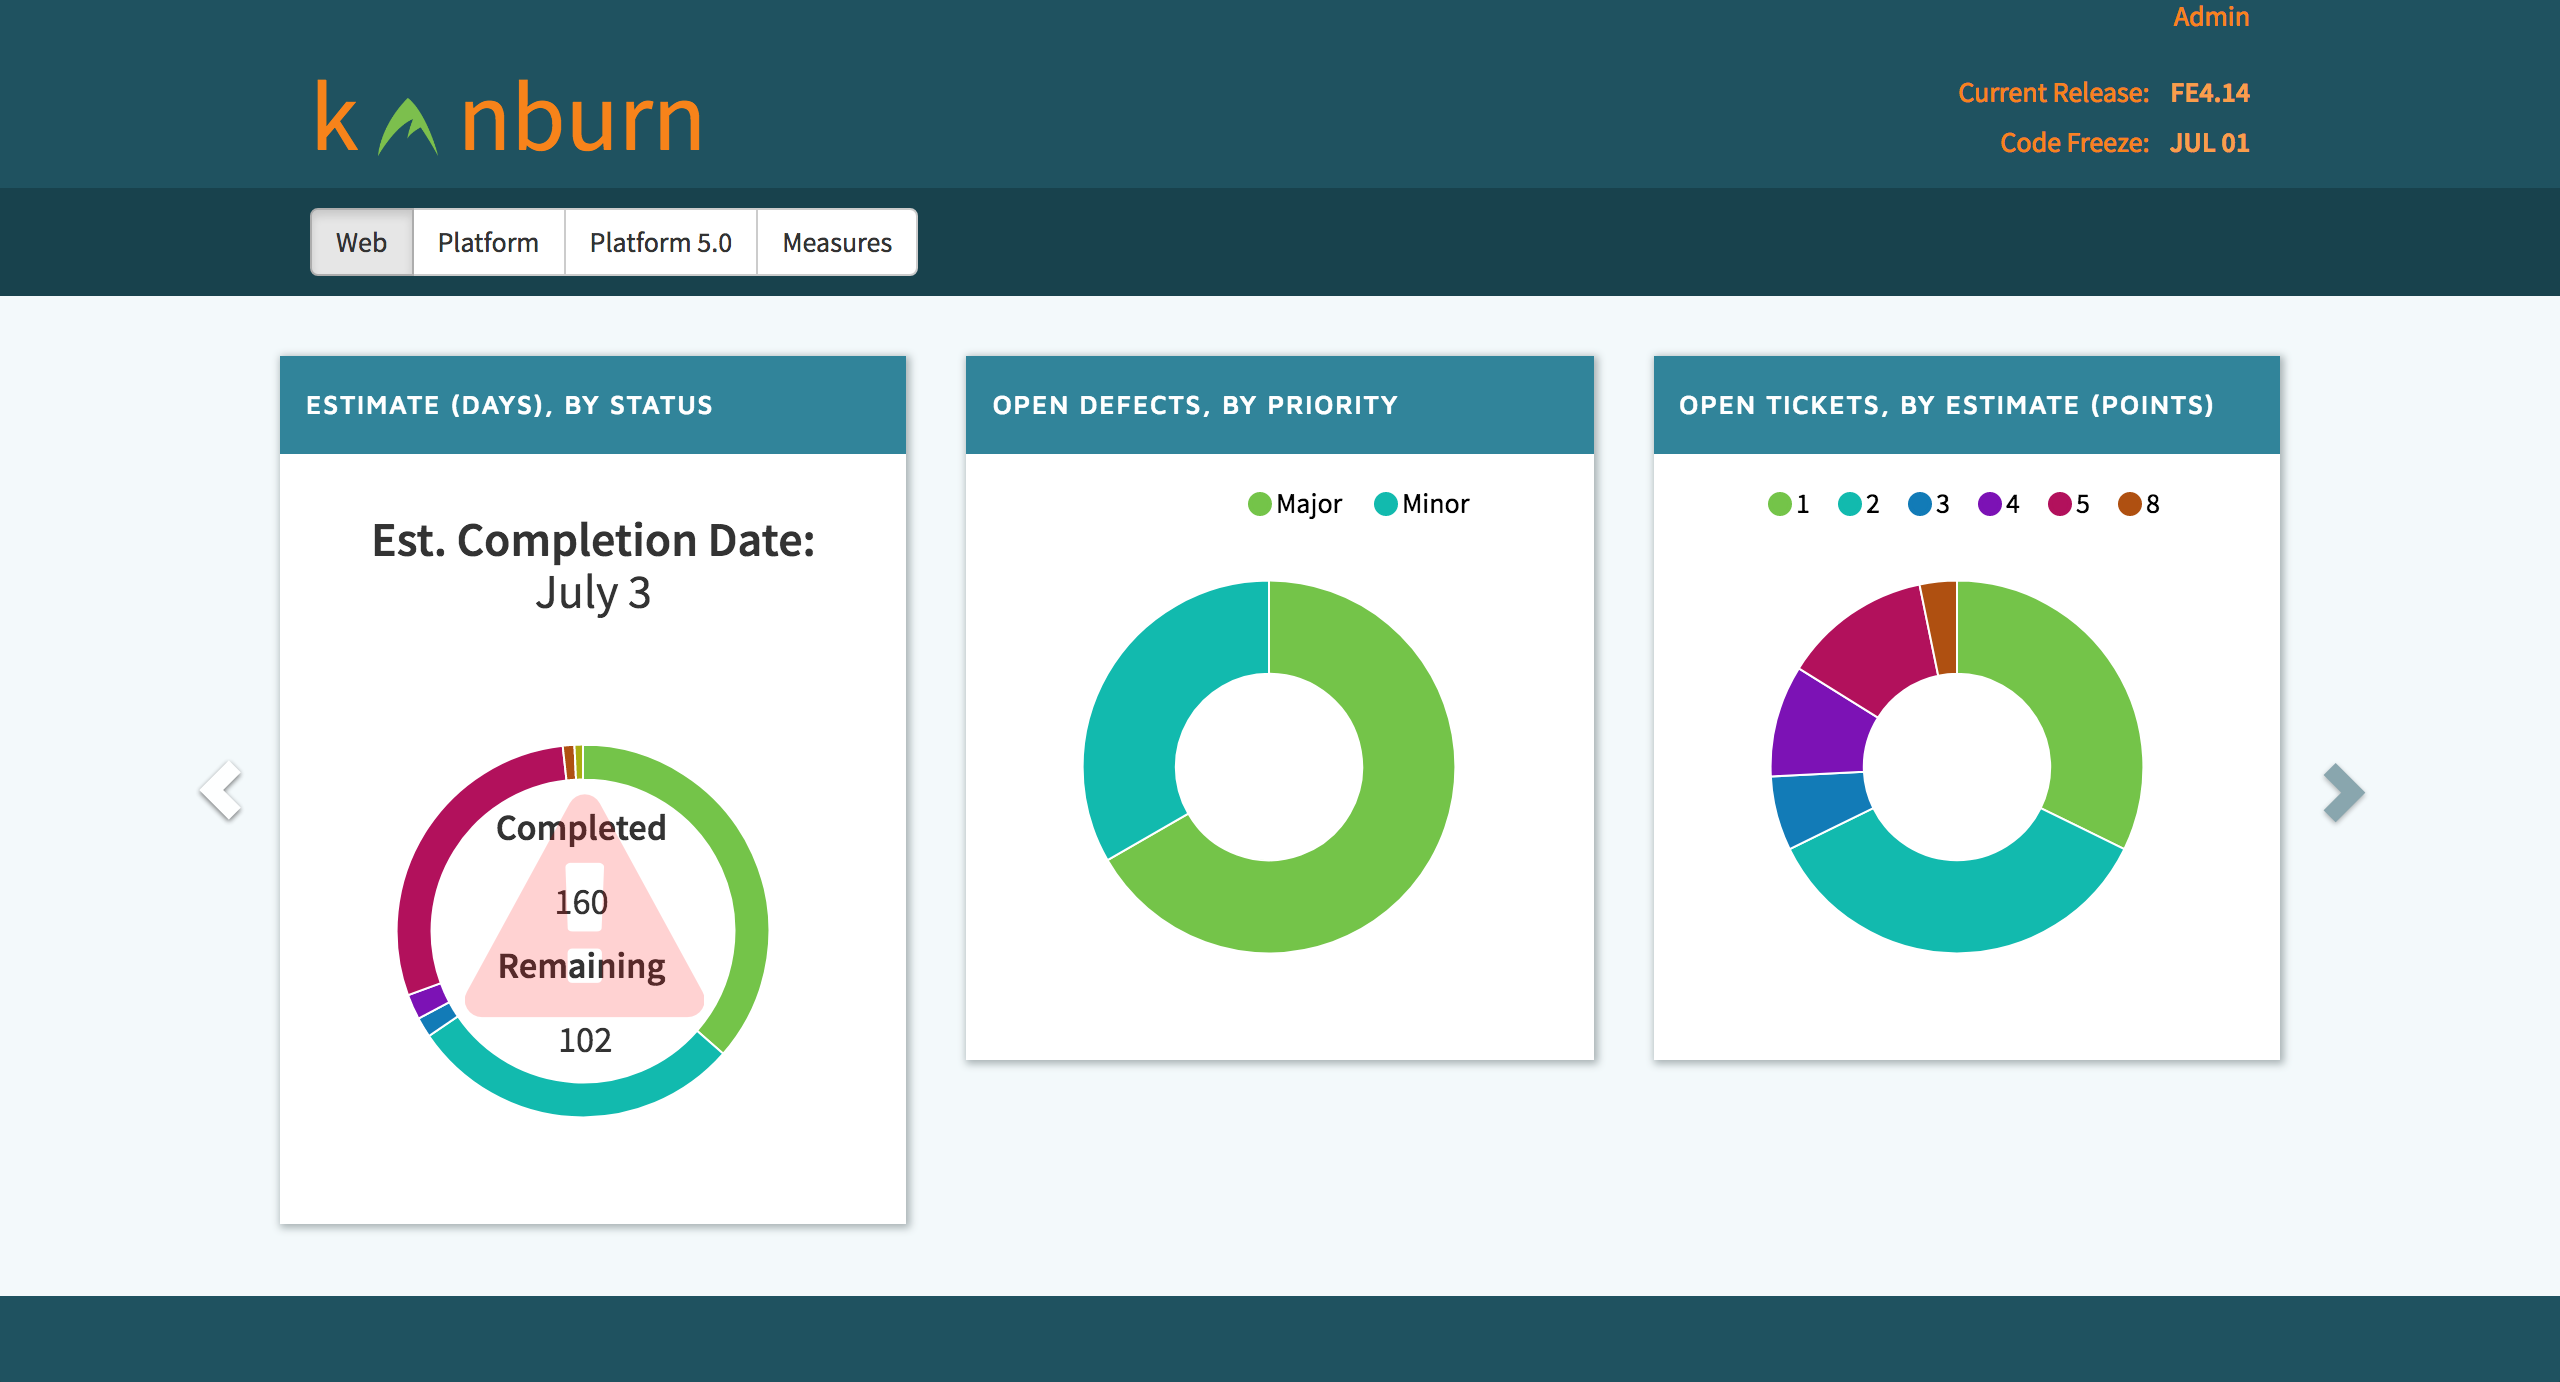 Admin
kanburn
Current Release: FE4.14
Code Freeze: JUL 01
Web Platform Platform 5.0 Measures
ESTIMATE (DAYS), BY STATUS
Est. Completion Date:
July 3
Completed
160
Remaining
102
OPEN DEFECTS, BY PRIORITY
Major Minor
OPEN TICKETS, BY ESTIMATE (POINTS)
1 2 3 4 5 8